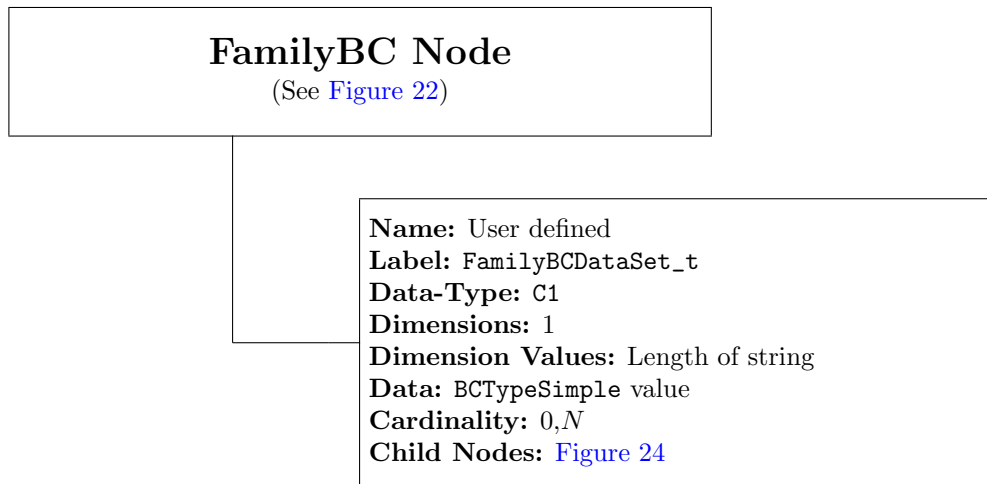 FamilyBC Node
(See Figure 22)
Name: User defined
Label: FamilyBCDataSet_t
Data-Type: C1
Dimensions: 1
Dimension Values: Length of string
Data: BCTypeSimple value
Cardinality: 0,N
Child Nodes: Figure 24